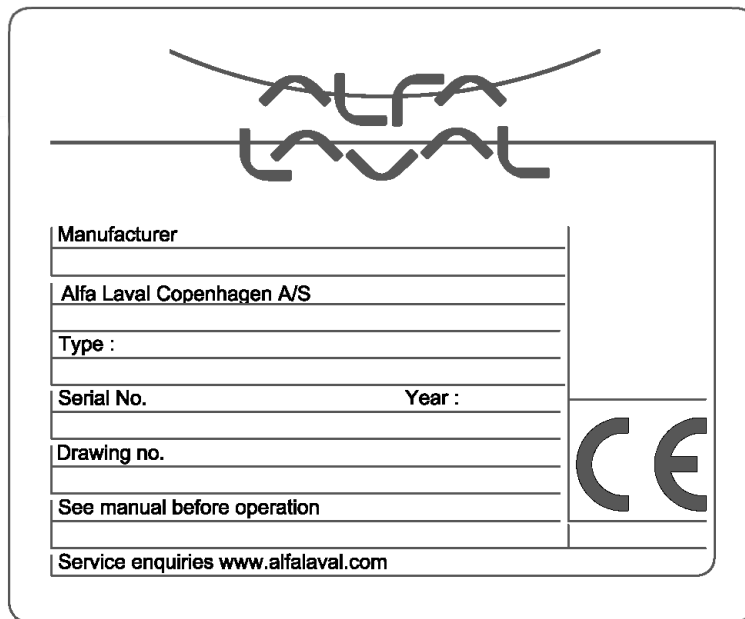 ALFA
LAVAL
Manufacturer
Alfa Laval Copenhagen A/S
Type :
Serial No. Year :
Drawing no.
See manual before operation
Service enquiries www.alfalaval.com
CE